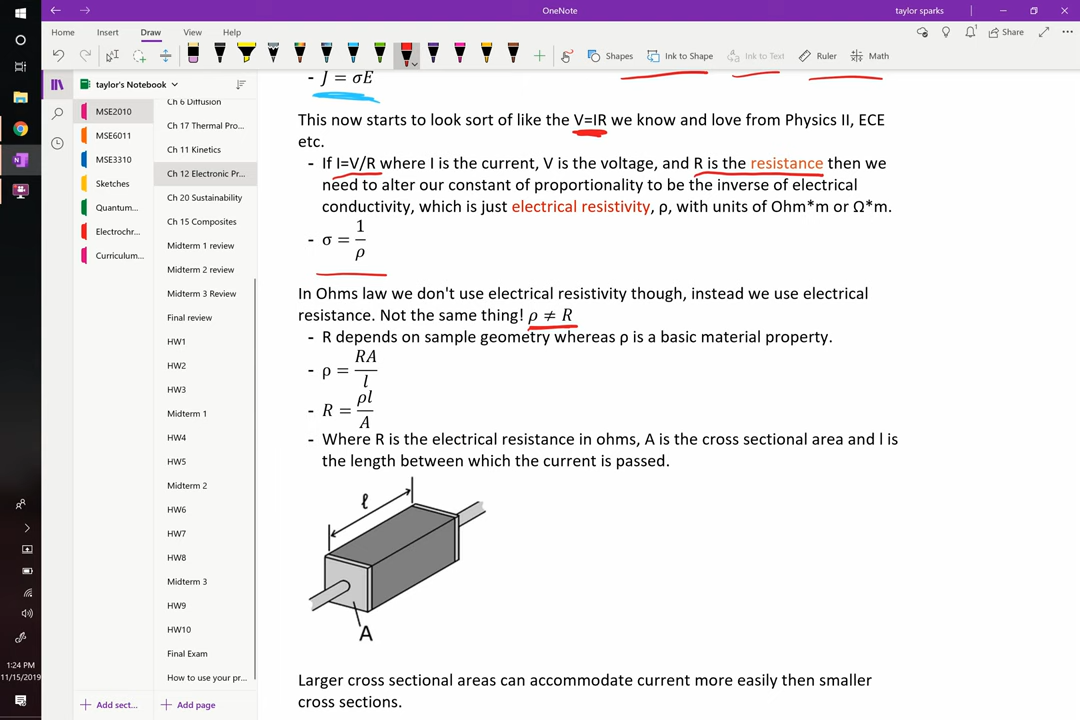 OneNote
taylor sparks
Home
Insert
Draw
View
Help
Share
Shapes
Ink to Shape
Ink to Text
Ruler
Math
taylor's Notebook
MSE2010
MSE6011
MSE3310
Sketches
Quantum...
Electrochr...
Curriculum...
Ch 6 Diffusion
Ch 17 Thermal Pro...
Ch 11 Kinetics
Ch 12 Electronic Pr...
Ch 20 Sustainability
Ch 15 Composites
Midterm 1 review
Midterm 2 review
Midterm 3 Review
Final review
HW1
HW2
HW3
Midterm 1
HW4
HW5
Midterm 2
HW6
HW7
HW8
Midterm 3
HW9
HW10
Final Exam
How to use your pr...
+ Add sect...
+ Add page
1:24 PM
11/15/2019
- J = σE
This now starts to look sort of like the V=IR we know and love from Physics II, ECE
etc.
- If I=V/R where I is the current, V is the voltage, and R is the resistance then we
need to alter our constant of proportionality to be the inverse of electrical
conductivity, which is just electrical resistivity, ρ, with units of Ohm*m or Ω*m.
- σ = 1/ρ
In Ohms law we don't use electrical resistivity though, instead we use electrical
resistance. Not the same thing! ρ ≠ R
- R depends on sample geometry whereas ρ is a basic material property.
- ρ = RA/l
- R = ρl/A
- Where R is the electrical resistance in ohms, A is the cross sectional area and l is
the length between which the current is passed.
ℓ
A
Larger cross sectional areas can accommodate current more easily then smaller
cross sections.